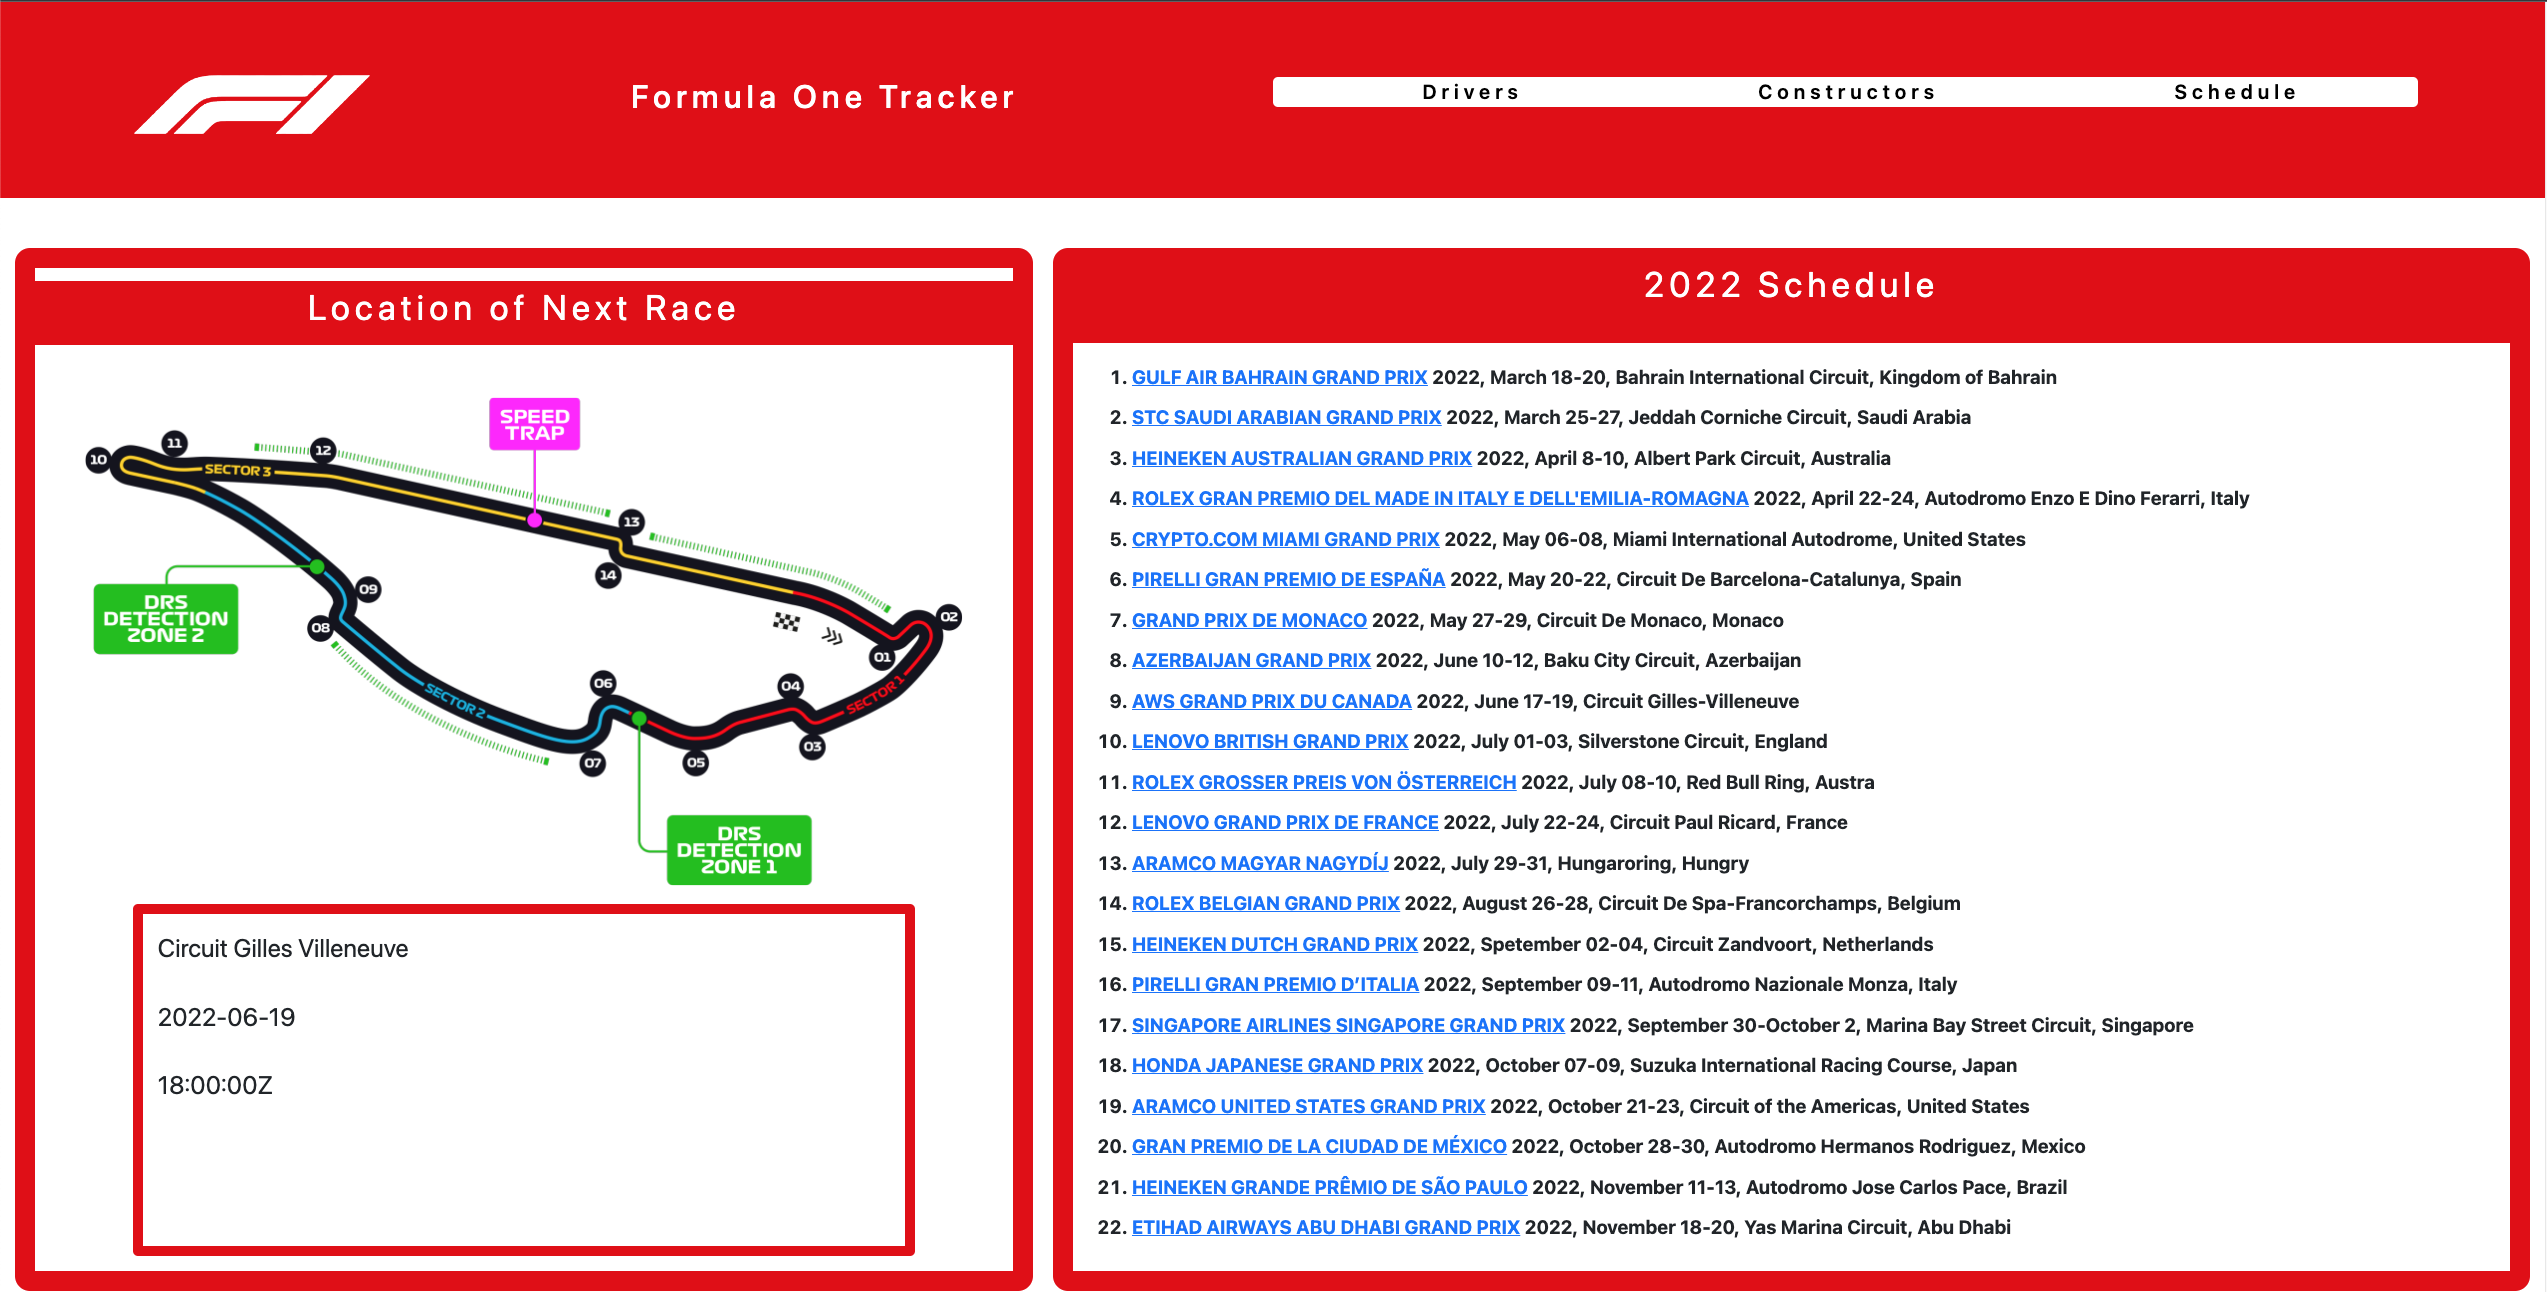 Formula One Tracker
Drivers
Constructors
Schedule
Location of Next Race
SPEED
TRAP
11
12
10
SECTOR 3
13
14
09
DRS
DETECTION
ZONE 2
08
02
01
06
04
SECTOR 1
SECTOR 2
03
07
05
DRS
DETECTION
ZONE 1
Circuit Gilles Villeneuve
2022-06-19
18:00:00Z
2022 Schedule
1. GULF AIR BAHRAIN GRAND PRIX 2022, March 18-20, Bahrain International Circuit, Kingdom of Bahrain
2. STC SAUDI ARABIAN GRAND PRIX 2022, March 25-27, Jeddah Corniche Circuit, Saudi Arabia
3. HEINEKEN AUSTRALIAN GRAND PRIX 2022, April 8-10, Albert Park Circuit, Australia
4. ROLEX GRAN PREMIO DEL MADE IN ITALY E DELL'EMILIA-ROMAGNA 2022, April 22-24, Autodromo Enzo E Dino Ferarri, Italy
5. CRYPTO.COM MIAMI GRAND PRIX 2022, May 06-08, Miami International Autodrome, United States
6. PIRELLI GRAN PREMIO DE ESPAÑA 2022, May 20-22, Circuit De Barcelona-Catalunya, Spain
7. GRAND PRIX DE MONACO 2022, May 27-29, Circuit De Monaco, Monaco
8. AZERBAIJAN GRAND PRIX 2022, June 10-12, Baku City Circuit, Azerbaijan
9. AWS GRAND PRIX DU CANADA 2022, June 17-19, Circuit Gilles-Villeneuve
10. LENOVO BRITISH GRAND PRIX 2022, July 01-03, Silverstone Circuit, England
11. ROLEX GROSSER PREIS VON ÖSTERREICH 2022, July 08-10, Red Bull Ring, Austra
12. LENOVO GRAND PRIX DE FRANCE 2022, July 22-24, Circuit Paul Ricard, France
13. ARAMCO MAGYAR NAGYDÍJ 2022, July 29-31, Hungaroring, Hungry
14. ROLEX BELGIAN GRAND PRIX 2022, August 26-28, Circuit De Spa-Francorchamps, Belgium
15. HEINEKEN DUTCH GRAND PRIX 2022, Spetember 02-04, Circuit Zandvoort, Netherlands
16. PIRELLI GRAN PREMIO D’ITALIA 2022, September 09-11, Autodromo Nazionale Monza, Italy
17. SINGAPORE AIRLINES SINGAPORE GRAND PRIX 2022, September 30-October 2, Marina Bay Street Circuit, Singapore
18. HONDA JAPANESE GRAND PRIX 2022, October 07-09, Suzuka International Racing Course, Japan
19. ARAMCO UNITED STATES GRAND PRIX 2022, October 21-23, Circuit of the Americas, United States
20. GRAN PREMIO DE LA CIUDAD DE MÉXICO 2022, October 28-30, Autodromo Hermanos Rodriguez, Mexico
21. HEINEKEN GRANDE PRÊMIO DE SÃO PAULO 2022, November 11-13, Autodromo Jose Carlos Pace, Brazil
22. ETIHAD AIRWAYS ABU DHABI GRAND PRIX 2022, November 18-20, Yas Marina Circuit, Abu Dhabi